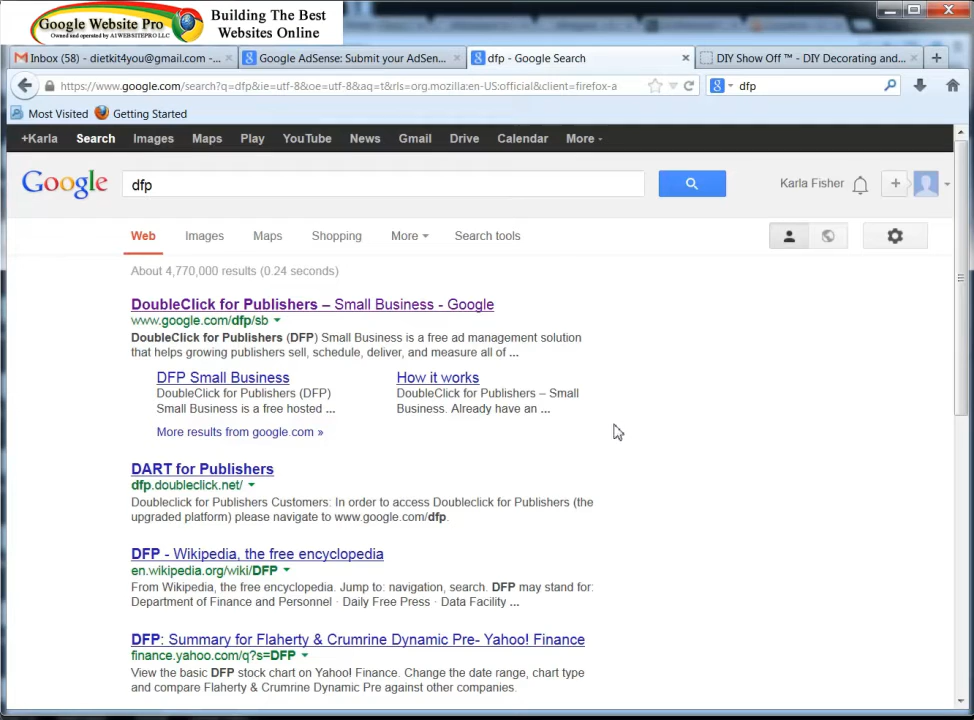 Google Website Pro
Owned and operated by A1WEBSITEPRO LLC
Building The Best
Websites Online
Inbox (58) - dietkit4you@gmail.com -...
Google AdSense: Submit your AdSen...
dfp - Google Search
DIY Show Off ™ - DIY Decorating and...
https://www.google.com/search?q=dfp&ie=utf-8&oe=utf-8&aq=t&rls=org.mozilla:en-US:official&client=firefox-a
dfp
Most Visited
Getting Started
+Karla Search Images Maps Play YouTube News Gmail Drive Calendar More
Google
dfp
Karla Fisher
Web Images Maps Shopping More Search tools
About 4,770,000 results (0.24 seconds)
DoubleClick for Publishers – Small Business - Google
www.google.com/dfp/sb
DoubleClick for Publishers (DFP) Small Business is a free ad management solution
that helps growing publishers sell, schedule, deliver, and measure all of ...
DFP Small Business
DoubleClick for Publishers (DFP)
Small Business is a free hosted ...
How it works
DoubleClick for Publishers – Small
Business. Already have an ...
More results from google.com »
DART for Publishers
dfp.doubleclick.net/
Doubleclick for Publishers Customers: In order to access Doubleclick for Publishers (the
upgraded platform) please navigate to www.google.com/dfp.
DFP - Wikipedia, the free encyclopedia
en.wikipedia.org/wiki/DFP
From Wikipedia, the free encyclopedia. Jump to: navigation, search. DFP may stand for:
Department of Finance and Personnel · Daily Free Press · Data Facility ...
DFP: Summary for Flaherty & Crumrine Dynamic Pre- Yahoo! Finance
finance.yahoo.com/q?s=DFP
View the basic DFP stock chart on Yahoo! Finance. Change the date range, chart type
and compare Flaherty & Crumrine Dynamic Pre against other companies.